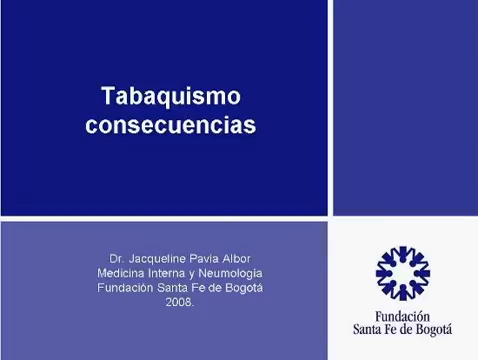 Tabaquismo
consecuencias
Dr. Jacqueline Pavía Albor
Medicina Interna y Neumología
Fundación Santa Fe de Bogotá
2008.
Fundación
Santa Fe de Bogotá